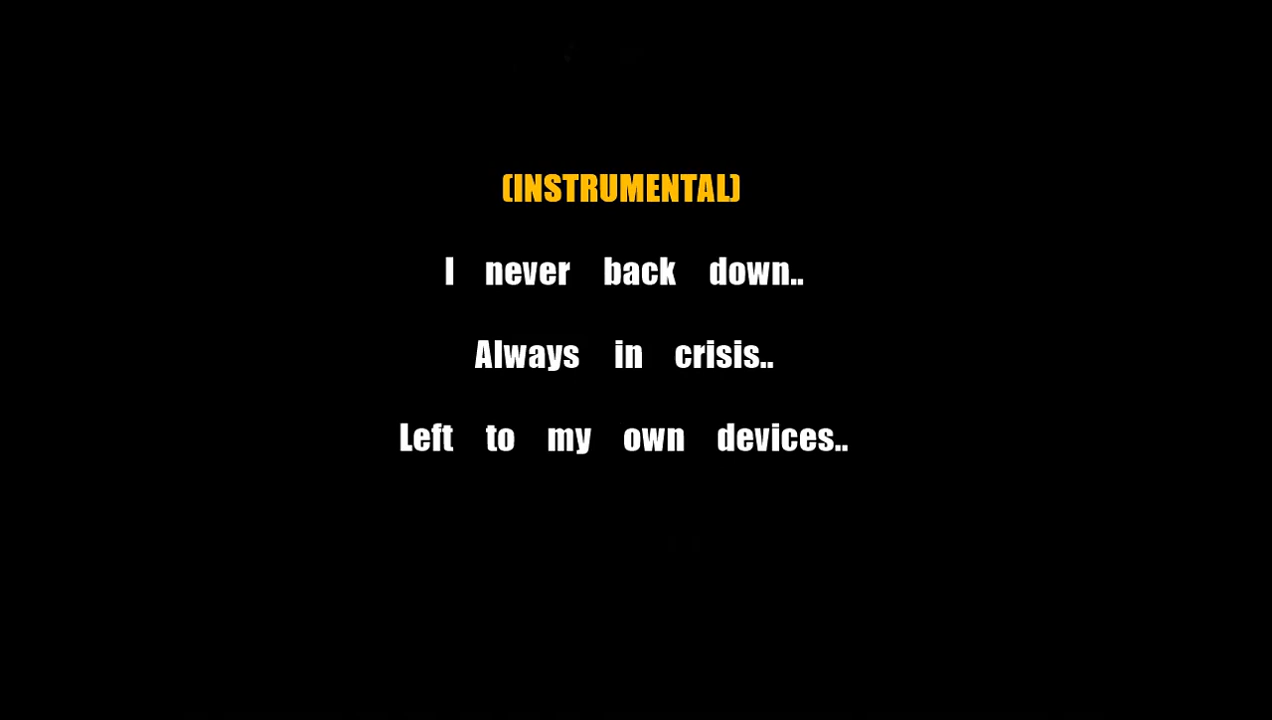 (INSTRUMENTAL)
I never back down..
Always in crisis..
Left to my own devices..